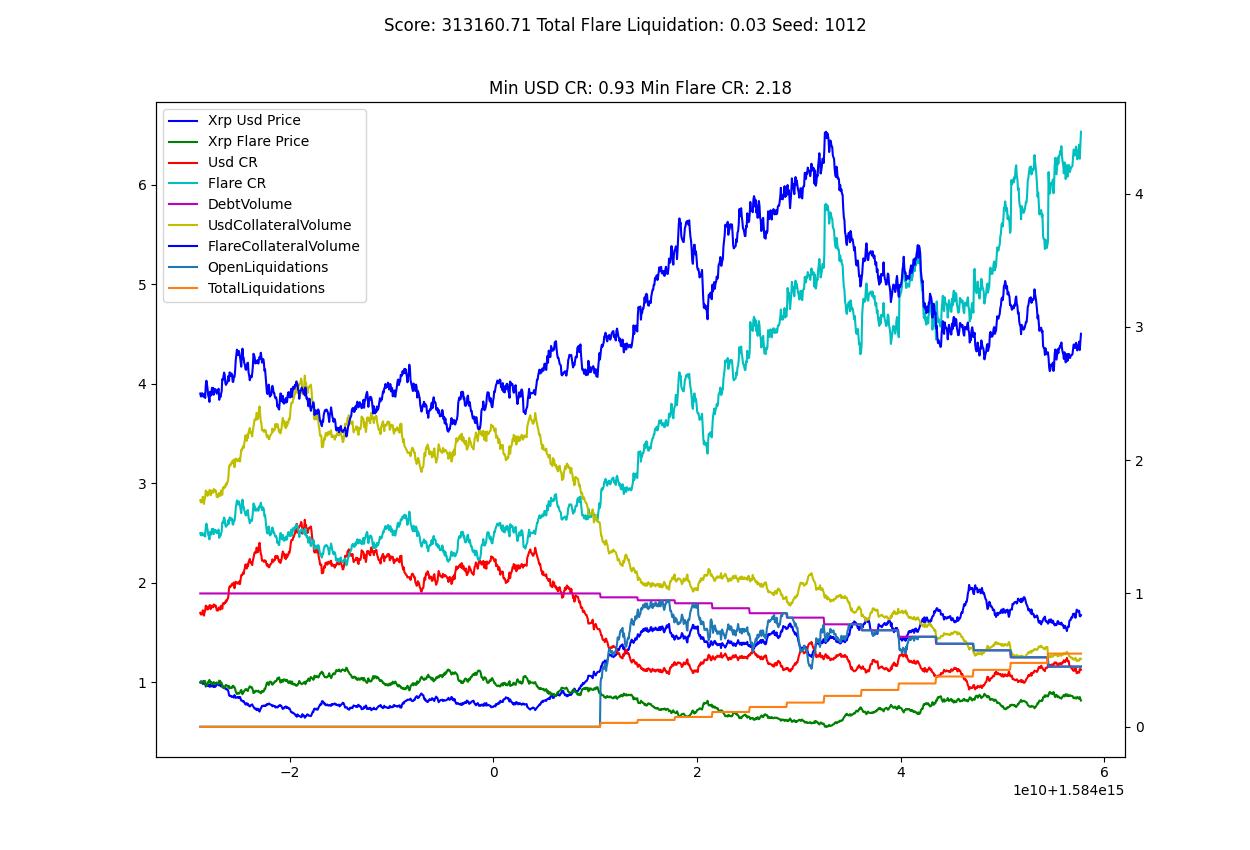 Score: 313160.71 Total Flare Liquidation: 0.03 Seed: 1012
Min USD CR: 0.93 Min Flare CR: 2.18
Xrp Usd Price
Xrp Flare Price
Usd CR
Flare CR
DebtVolume
UsdCollateralVolume
FlareCollateralVolume
OpenLiquidations
TotalLiquidations
6
5
4
3
2
1
4
3
2
1
0
−2
0
2
4
6
1e10+1.584e15